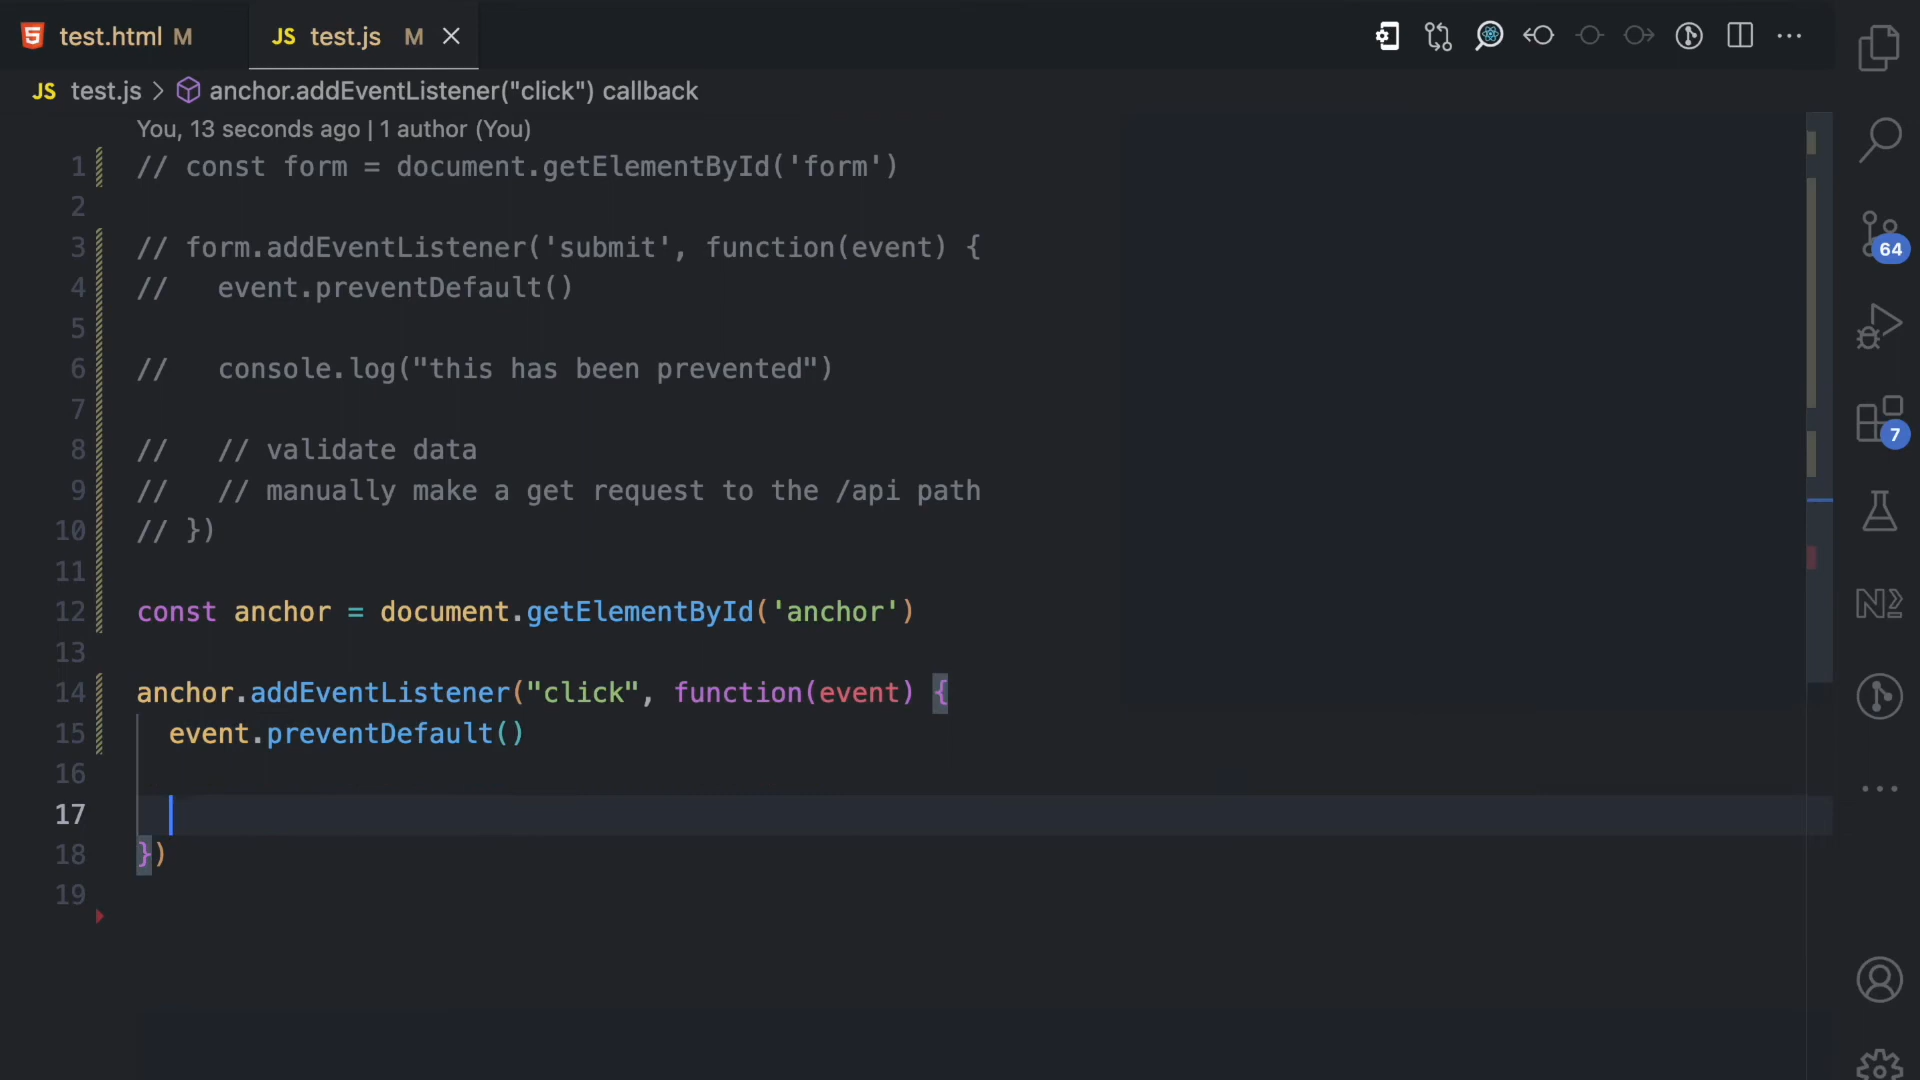 test.html M
JS test.js M
JS test.js > anchor.addEventListener("click") callback
You, 13 seconds ago | 1 author (You)
1 // const form = document.getElementById('form')
2
3 // form.addEventListener('submit', function(event) {
4 //   event.preventDefault()
5
6 //   console.log("this has been prevented")
7
8 //   // validate data
9 //   // manually make a get request to the /api path
10 // })
11
12 const anchor = document.getElementById('anchor')
13
14 anchor.addEventListener("click", function(event) {
15   event.preventDefault()
16
17
18 })
19
64
7